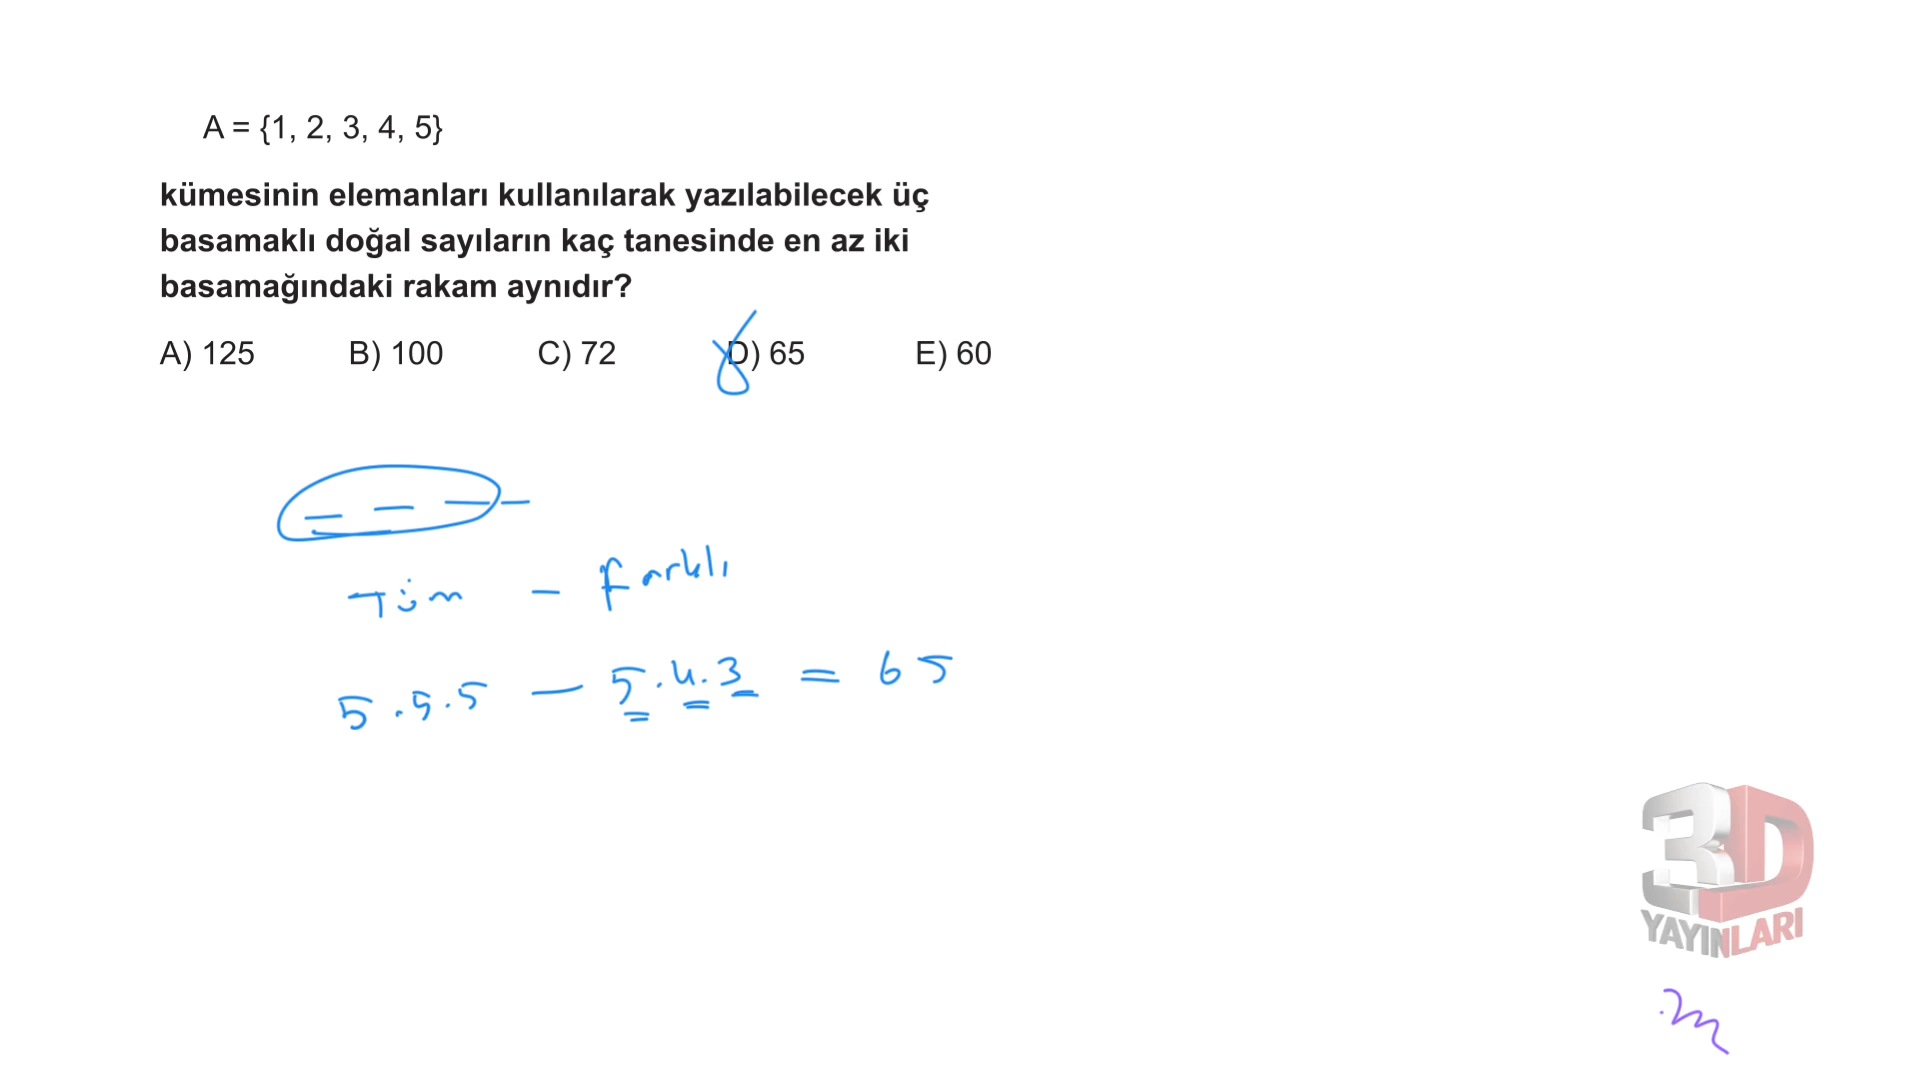 A = {1, 2, 3, 4, 5}
kümesinin elemanları kullanılarak yazılabilecek üç
basamaklı doğal sayıların kaç tanesinde en az iki
basamağındaki rakam aynıdır?
A) 125 B) 100 C) 72 D) 65 E) 60
Tüm – farklı
5.5.5 – 5.4.3 = 65
3D
YAYINLARI